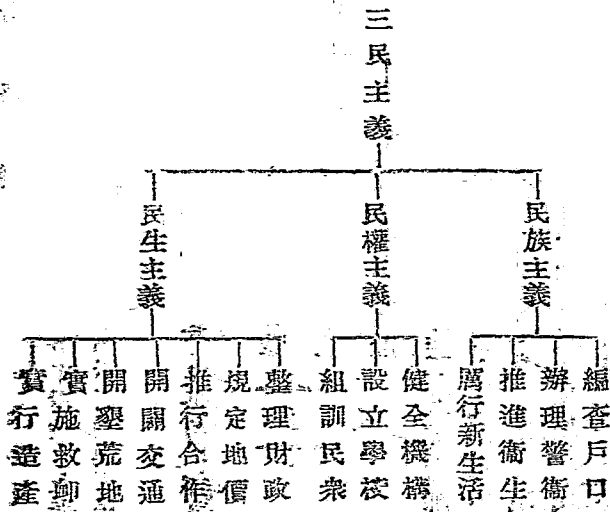 三民主義
民族主義
民權主義
民生主義
編查戶口
辦理警衞
推進衞生
厲行新生活
健全機構
設立學校
組訓民衆
整理財政
規定地價
推行合作
開闢交通
開墾荒地
實施救卹
實行造產